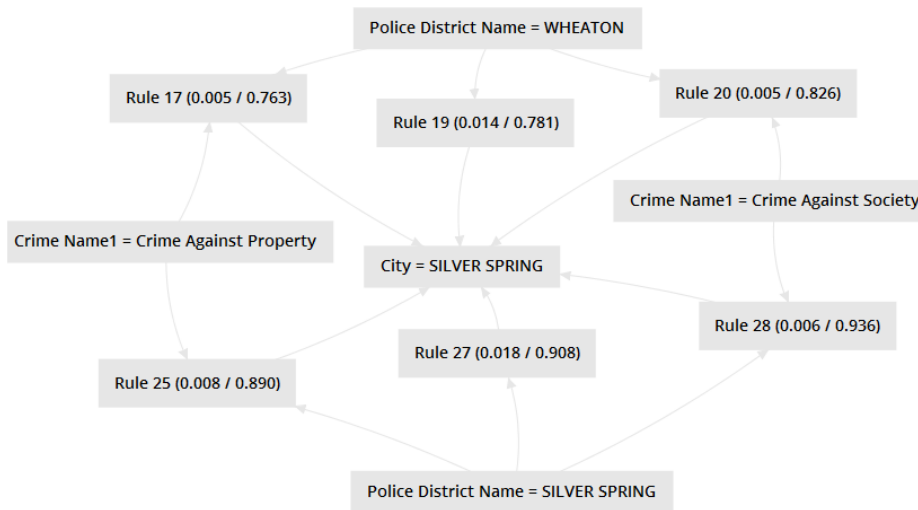 Police District Name = WHEATON
Rule 17 (0.005 / 0.763)
Rule 20 (0.005 / 0.826)
Rule 19 (0.014 / 0.781)
Crime Name1 = Crime Against Society
Crime Name1 = Crime Against Property
City = SILVER SPRING
Rule 28 (0.006 / 0.936)
Rule 27 (0.018 / 0.908)
Rule 25 (0.008 / 0.890)
Police District Name = SILVER SPRING